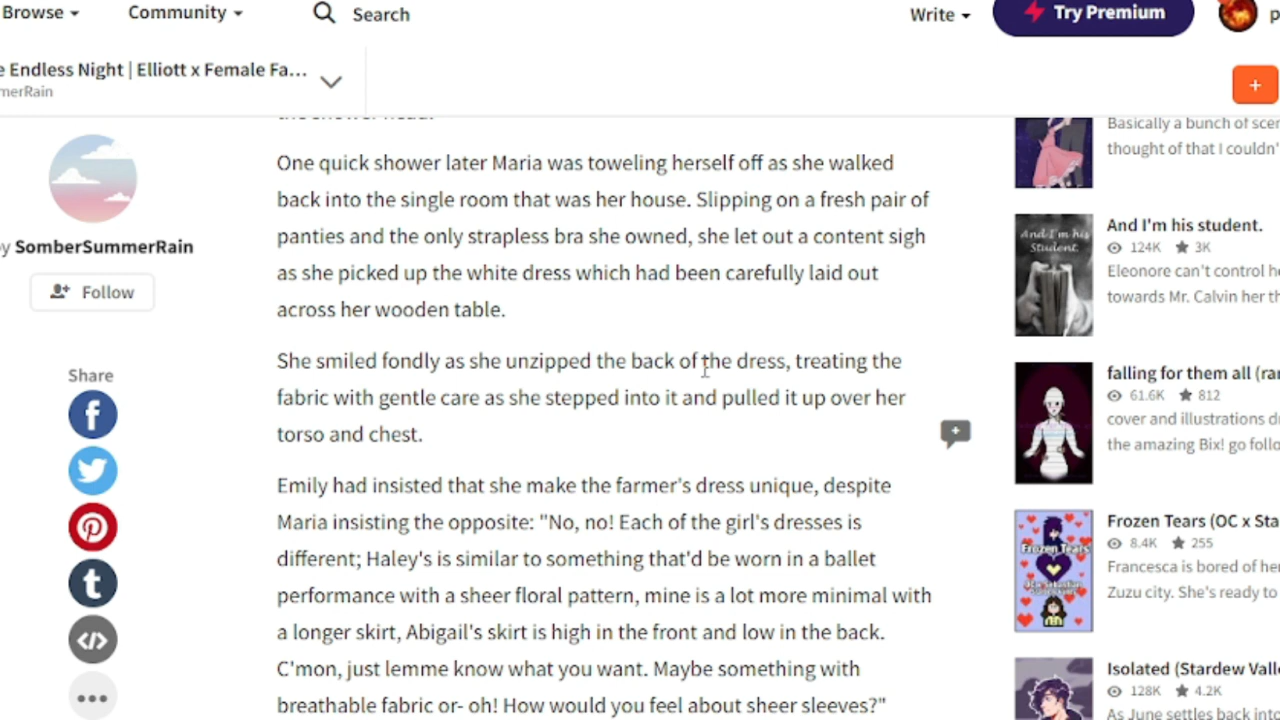 Browse
Community
Search
Write
Try Premium
p
e Endless Night | Elliott x Female Fa...
merRain
+
One quick shower later Maria was toweling herself off as she walked
back into the single room that was her house. Slipping on a fresh pair of
panties and the only strapless bra she owned, she let out a content sigh
as she picked up the white dress which had been carefully laid out
across her wooden table.
She smiled fondly as she unzipped the back of the dress, treating the
fabric with gentle care as she stepped into it and pulled it up over her
torso and chest.
Emily had insisted that she make the farmer's dress unique, despite
Maria insisting the opposite: "No, no! Each of the girl's dresses is
different; Haley's is similar to something that'd be worn in a ballet
performance with a sheer floral pattern, mine is a lot more minimal with
a longer skirt, Abigail's skirt is high in the front and low in the back.
C'mon, just lemme know what you want. Maybe something with
breathable fabric or- oh! How would you feel about sheer sleeves?"
y SomberSummerRain
Follow
Share
Basically a bunch of scen
thought of that I couldn'
And I'm his
Student.
And I'm his student.
124K 3K
Eleonore can't control he
towards Mr. Calvin her th
falling for them all (ran
61.6K 812
cover and illustrations do
the amazing Bix! go follo
Frozen Tears
Frozen Tears (OC x Sta
8.4K 255
Francesca is bored of her
Zuzu city. She's ready to
Isolated (Stardew Valle
128K 4.2K
As June settles back into